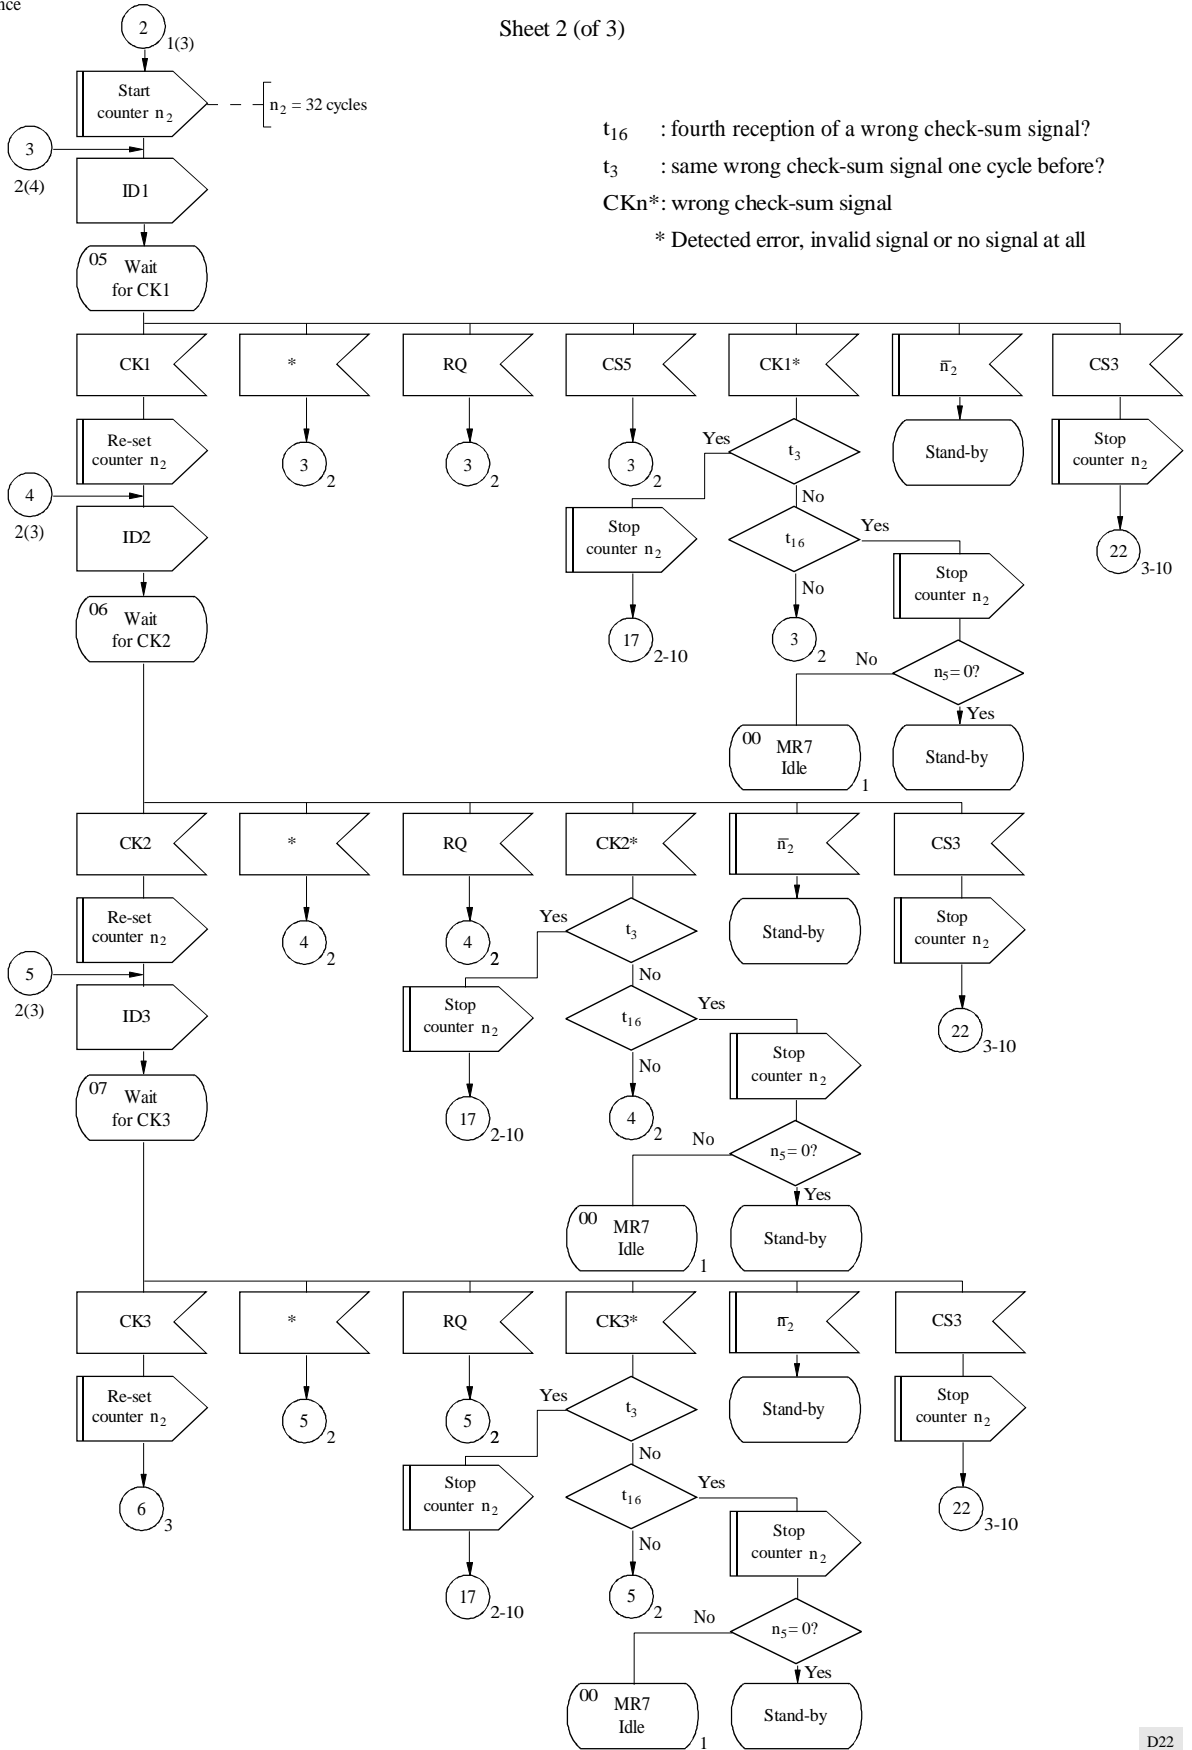 nce
Sheet 2 (of 3)
2
1(3)
Start
counter n2
n2 = 32 cycles
t16 : fourth reception of a wrong check-sum signal?
t3 : same wrong check-sum signal one cycle before?
CKn*: wrong check-sum signal
* Detected error, invalid signal or no signal at all
3
2(4)
ID1
05 Wait
for CK1
CK1
*
RQ
CS5
CK1*
n̅2
CS3
Re-set
counter n2
3
2
3
2
3
2
Yes
t3
No
Stand-by
Stop
counter n2
22
3-10
4
2(3)
ID2
Stop
counter n2
17
2-10
t16
Yes
No
3
2
Stop
counter n2
n5 = 0?
No
Yes
00 MR7
Idle
1
Stand-by
06 Wait
for CK2
CK2
*
RQ
CK2*
n̅2
CS3
Re-set
counter n2
4
2
4
2
Yes
t3
No
Stand-by
Stop
counter n2
22
3-10
5
2(3)
ID3
Stop
counter n2
17
2-10
t16
Yes
No
4
2
Stop
counter n2
n5 = 0?
No
Yes
00 MR7
Idle
1
Stand-by
07 Wait
for CK3
CK3
*
RQ
CK3*
n̅2
CS3
Re-set
counter n2
6
3
5
2
5
2
Yes
t3
No
Stand-by
Stop
counter n2
22
3-10
Stop
counter n2
17
2-10
t16
Yes
No
5
2
Stop
counter n2
n5 = 0?
No
Yes
00 MR7
Idle
1
Stand-by
D22